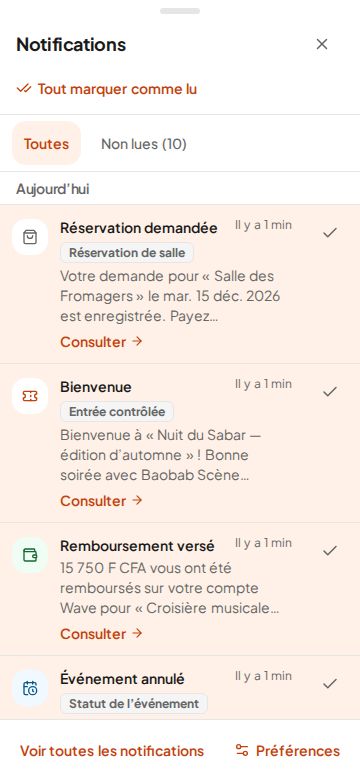 Notifications
Tout marquer comme lu
Toutes
Non lues (10)
Aujourd’hui
Réservation demandée
Il y a 1 min
Réservation de salle
Votre demande pour « Salle des
Fromagers » le mar. 15 déc. 2026
est enregistrée. Payez…
Consulter →
Bienvenue
Il y a 1 min
Entrée contrôlée
Bienvenue à « Nuit du Sabar —
édition d’automne » ! Bonne
soirée avec Baobab Scène…
Consulter →
Remboursement versé
Il y a 1 min
15 750 F CFA vous ont été
remboursés sur votre compte
Wave pour « Croisière musicale…
Consulter →
Événement annulé
Il y a 1 min
Statut de l’événement
Voir toutes les notifications
Préférences